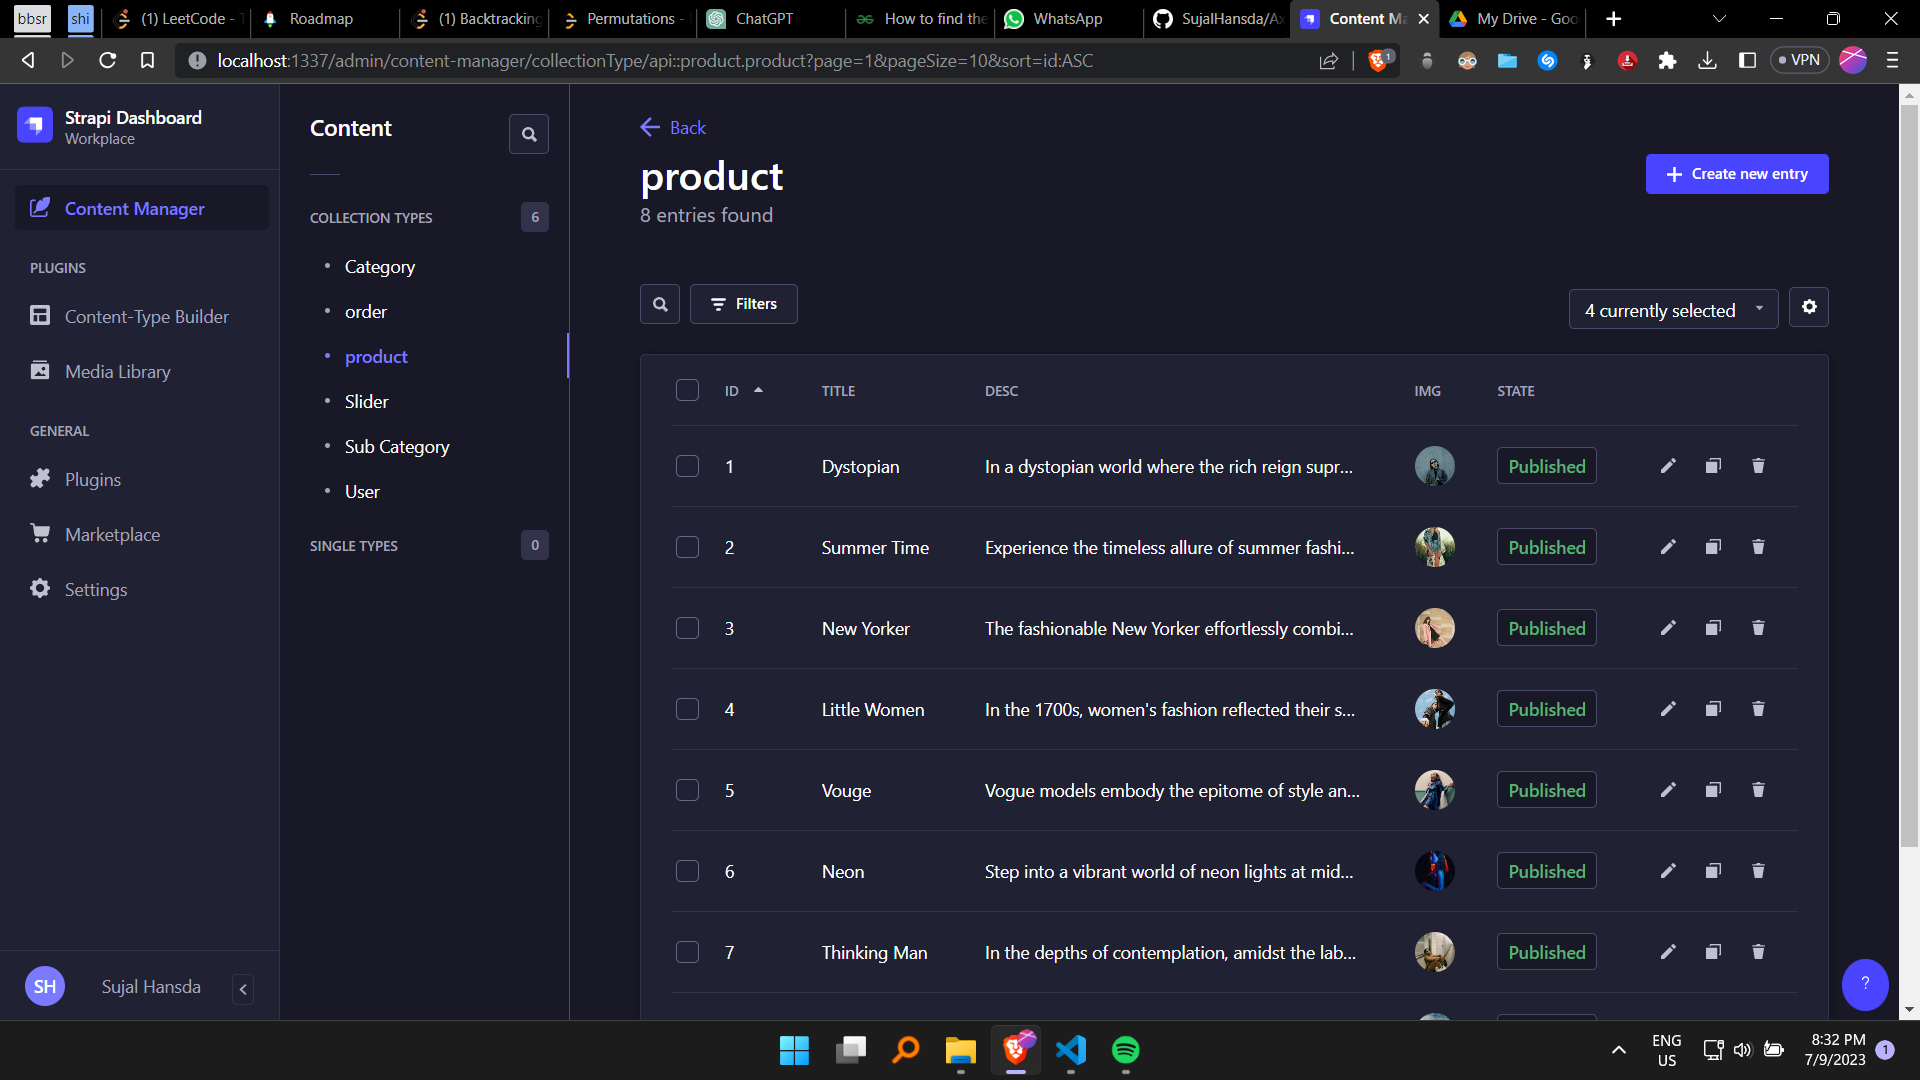 bbsr
shi
(1) LeetCode - T
Roadmap
(1) Backtracking
Permutations -
ChatGPT
How to find the
WhatsApp
SujalHansda/Ax
Content Ma
My Drive - Goo
localhost:1337/admin/content-manager/collectionType/api::product.product?page=1&pageSize=10&sort=id:ASC
1
VPN
Strapi Dashboard
Workplace
Content Manager
PLUGINS
Content-Type Builder
Media Library
GENERAL
Plugins
Marketplace
Settings
SH
Sujal Hansda
Content
COLLECTION TYPES
6
Category
order
product
Slider
Sub Category
User
SINGLE TYPES
0
Back
product
8 entries found
Create new entry
Filters
4 currently selected
ID TITLE DESC IMG STATE
1 Dystopian In a dystopian world where the rich reign supr... Published
2 Summer Time Experience the timeless allure of summer fashi... Published
3 New Yorker The fashionable New Yorker effortlessly combi... Published
4 Little Women In the 1700s, women's fashion reflected their s... Published
5 Vouge Vogue models embody the epitome of style an... Published
6 Neon Step into a vibrant world of neon lights at mid... Published
7 Thinking Man In the depths of contemplation, amidst the lab... Published
?
ENG
US
8:32 PM
7/9/2023
1